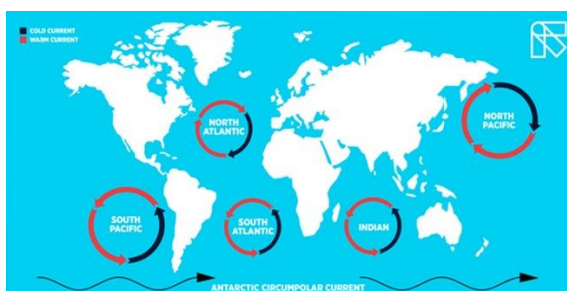 COLD CURRENT
WARM CURRENT
NORTH
ATLANTIC
NORTH
PACIFIC
SOUTH
PACIFIC
SOUTH
ATLANTIC
INDIAN
ANTARCTIC CIRCUMPOLAR CURRENT